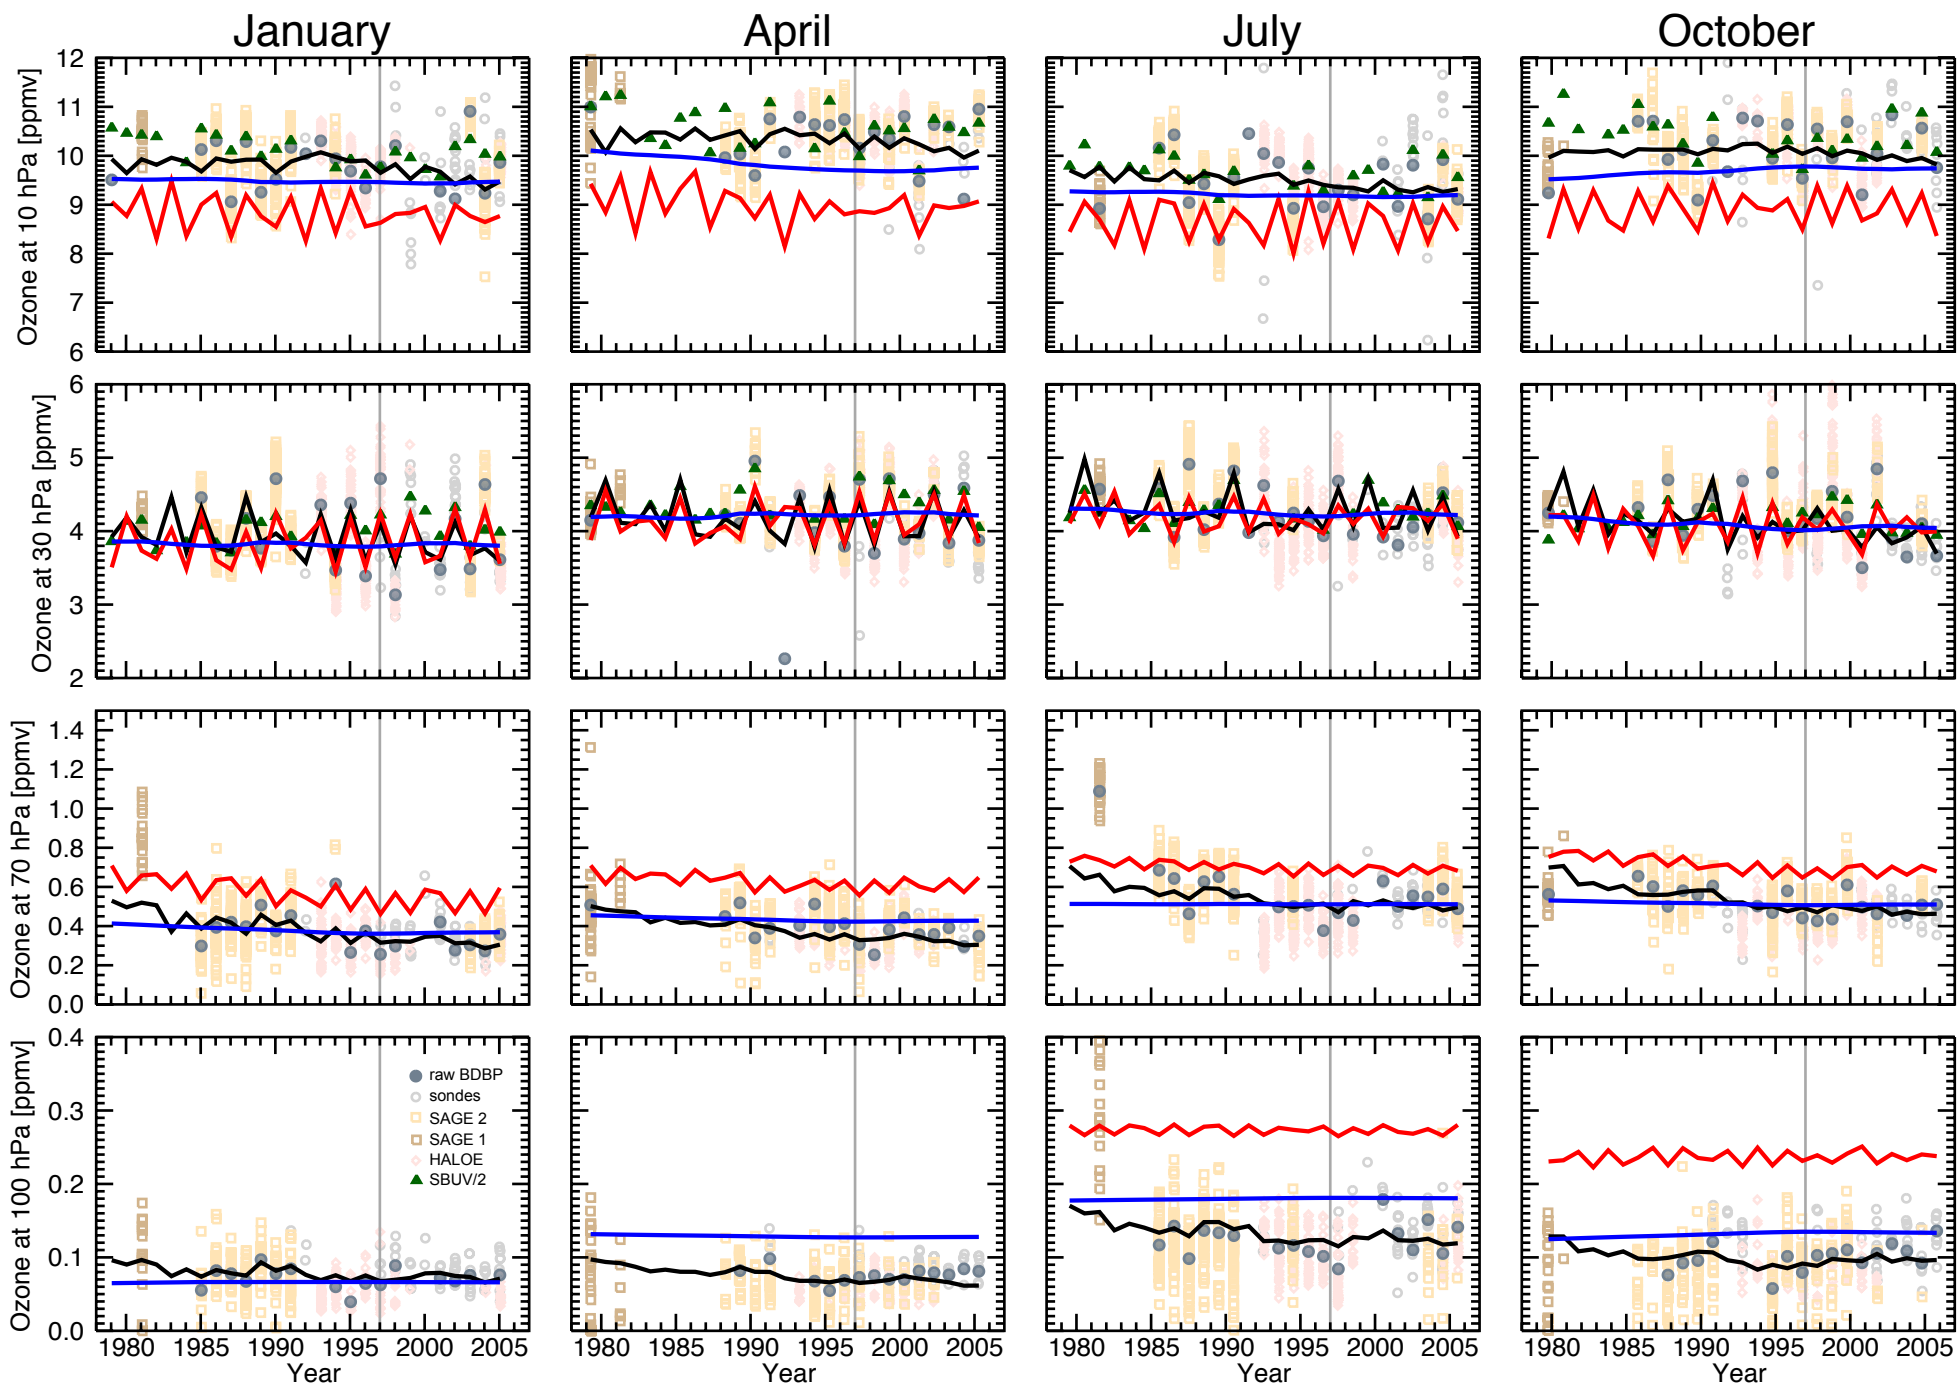 January April July October
Ozone at 10 hPa [ppmv]
12
11
10
9
8
7
6
Ozone at 30 hPa [ppmv]
6
5
4
3
2
Ozone at 70 hPa [ppmv]
1.4
1.2
1.0
0.8
0.6
0.4
0.2
0.0
Ozone at 100 hPa [ppmv]
0.4
0.3
0.2
0.1
0.0
raw BDBP
sondes
SAGE 2
SAGE 1
HALOE
SBUV/2
1980 1985 1990 1995 2000 2005 1980 1985 1990 1995 2000 2005 1980 1985 1990 1995 2000 2005 1980 1985 1990 1995 2000 2005
Year Year Year Year